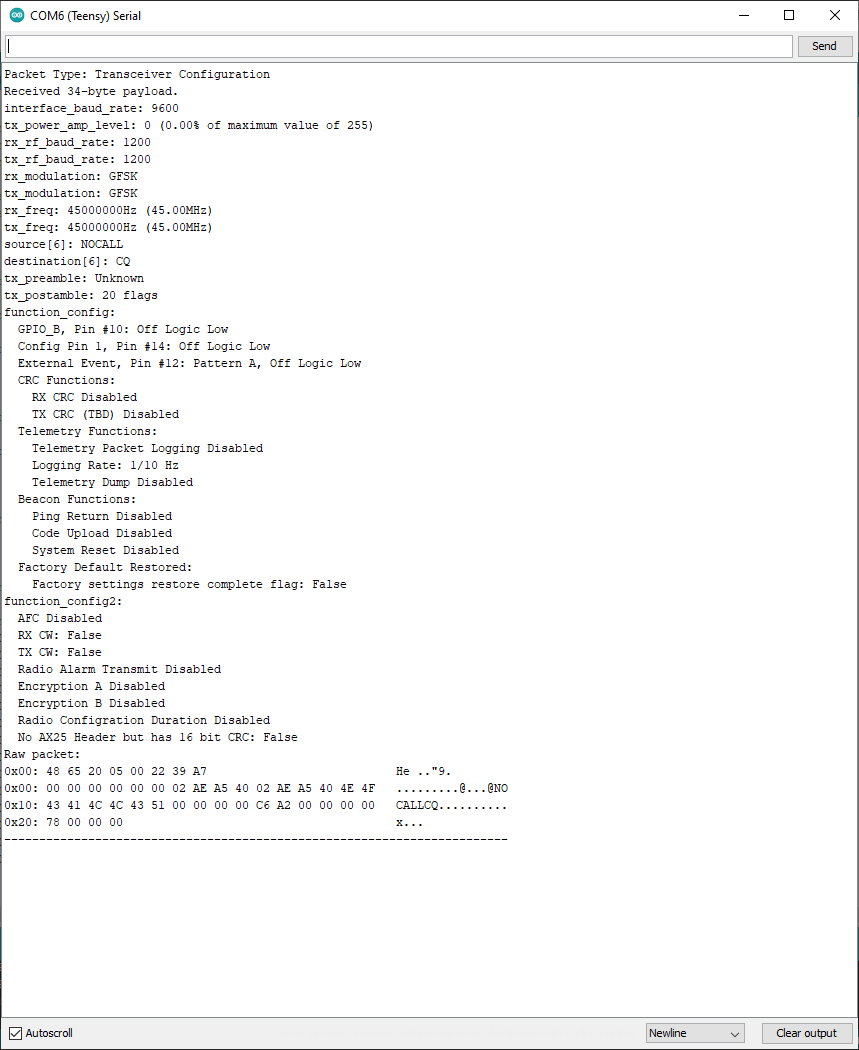 COM6 (Teensy) Serial
Send
Packet Type: Transceiver Configuration
Received 34-byte payload.
interface_baud_rate: 9600
tx_power_amp_level: 0 (0.00% of maximum value of 255)
rx_rf_baud_rate: 1200
tx_rf_baud_rate: 1200
rx_modulation: GFSK
tx_modulation: GFSK
rx_freq: 45000000Hz (45.00MHz)
tx_freq: 45000000Hz (45.00MHz)
source[6]: NOCALL
destination[6]: CQ
tx_preamble: Unknown
tx_postamble: 20 flags
function_config:
  GPIO_B, Pin #10: Off Logic Low
  Config Pin 1, Pin #14: Off Logic Low
  External Event, Pin #12: Pattern A, Off Logic Low
  CRC Functions:
    RX CRC Disabled
    TX CRC (TBD) Disabled
  Telemetry Functions:
    Telemetry Packet Logging Disabled
    Logging Rate: 1/10 Hz
    Telemetry Dump Disabled
  Beacon Functions:
    Ping Return Disabled
    Code Upload Disabled
    System Reset Disabled
  Factory Default Restored:
    Factory settings restore complete flag: False
function_config2:
  AFC Disabled
  RX CW: False
  TX CW: False
  Radio Alarm Transmit Disabled
  Encryption A Disabled
  Encryption B Disabled
  Radio Configration Duration Disabled
  No AX25 Header but has 16 bit CRC: False
Raw packet:
0x00: 48 65 20 05 00 22 39 A7                           He .."9.
0x00: 00 00 00 00 00 00 02 AE A5 40 02 AE A5 40 4E 4F   .........@...@NO
0x10: 43 41 4C 4C 43 51 00 00 00 00 C6 A2 00 00 00 00   CALLCQ..........
0x20: 78 00 00 00                                       x...
------------------------------------------------------------------------
Autoscroll
Newline
Clear output